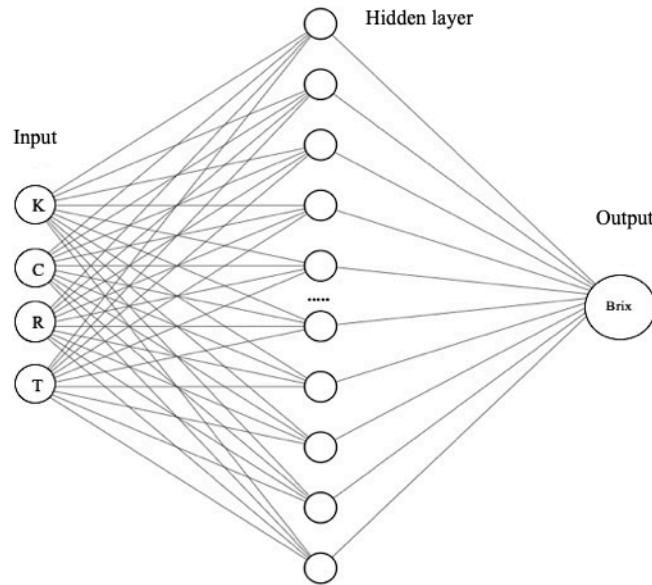 Hidden layer
Input
K
C
R
T
.....
Output
Brix